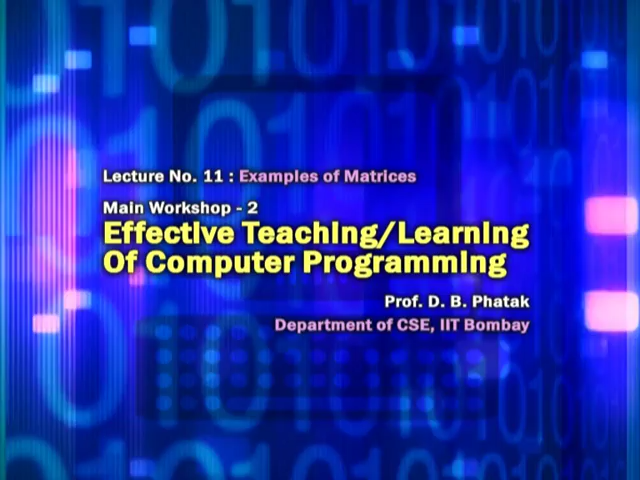 Lecture No. 11 : Examples of Matrices
Main Workshop - 2
Effective Teaching/Learning
Of Computer Programming
Prof. D. B. Phatak
Department of CSE, IIT Bombay